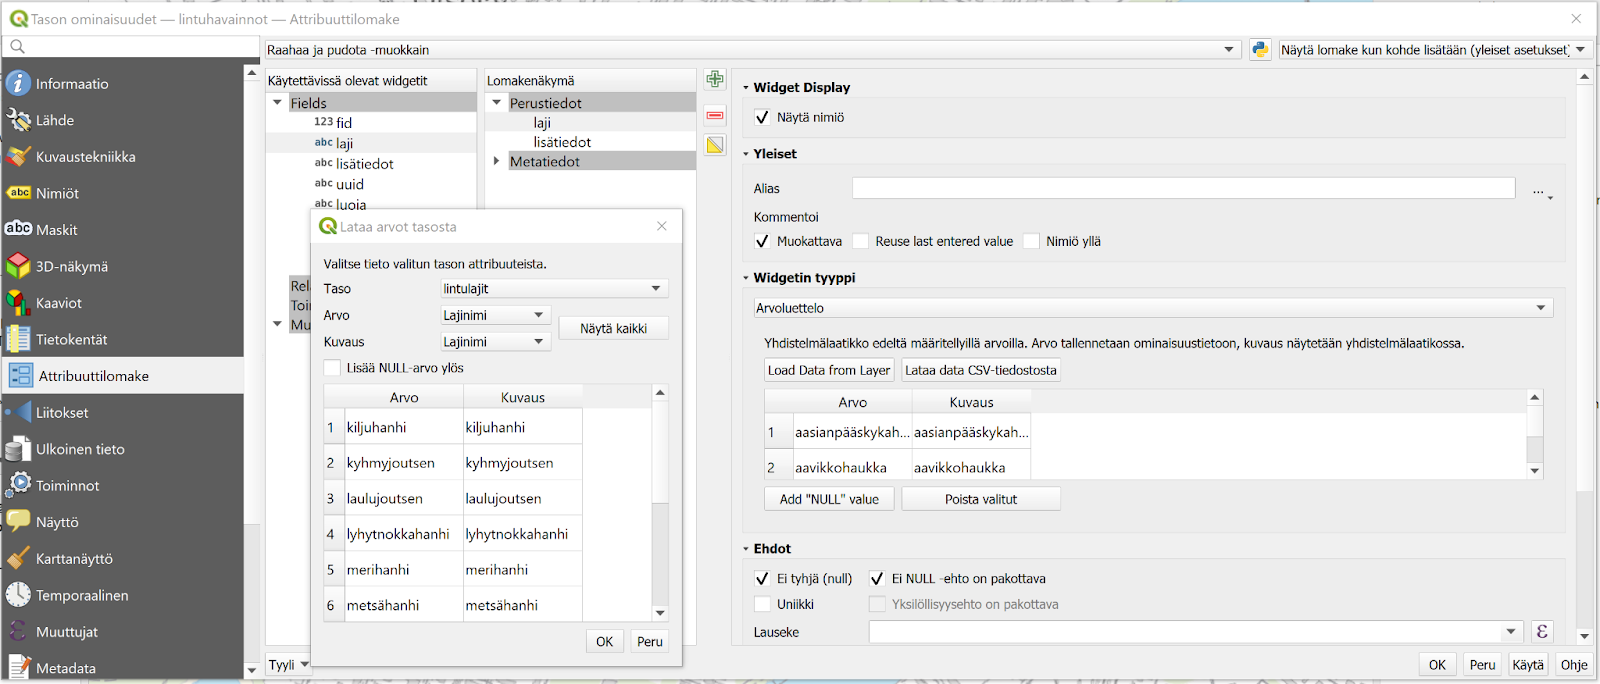 Tason ominaisuudet — lintuhavainnot — Attribuuttilomake
Raahaa ja pudota -muokkain
Näytä lomake kun kohde lisätään (yleiset asetukset)
Informaatio
Lähde
Kuvaustekniikka
abc Nimiöt
abc Maskit
3D-näkymä
Kaaviot
Tietokentät
Attribuuttilomake
Liitokset
Ulkoinen tieto
Toiminnot
Näyttö
Karttanäyttö
Temporaalinen
Muuttujat
Metadata
Käytettävissä olevat widgetit
Fields
123 fid
abc laji
abc lisätiedot
abc uuid
abc luoja
Rel
Toi
Mu
Tyyli
Lomakenäkymä
Perustiedot
laji
lisätiedot
Metatiedot
Lataa arvot tasosta
Valitse tieto valitun tason attribuuteista.
Taso lintulajit
Arvo Lajinimi
Näytä kaikki
Kuvaus Lajinimi
Lisää NULL-arvo ylös
Arvo Kuvaus
1 kiljuhanhi kiljuhanhi
2 kyhmyjoutsen kyhmyjoutsen
3 laulujoutsen laulujoutsen
4 lyhytnokkahanhi lyhytnokkahanhi
5 merihanhi merihanhi
6 metsähanhi metsähanhi
OK Peru
Widget Display
Näytä nimiö
Yleiset
Alias ...
Kommentoi
Muokattava Reuse last entered value Nimiö yllä
Widgetin tyyppi
Arvoluettelo
Yhdistelmälaatikko edeltä määritellyillä arvoilla. Arvo tallennetaan ominaisuustietoon, kuvaus näytetään yhdistelmälaatikossa.
Load Data from Layer Lataa data CSV-tiedostosta
Arvo Kuvaus
1 aasianpääskykah... aasianpääskykah...
2 aavikkohaukka aavikkohaukka
Add "NULL" value Poista valitut
Ehdot
Ei tyhjä (null) Ei NULL -ehto on pakottava
Uniikki Yksilöllisyysehto on pakottava
Lauseke ε
OK Peru Käytä Ohje